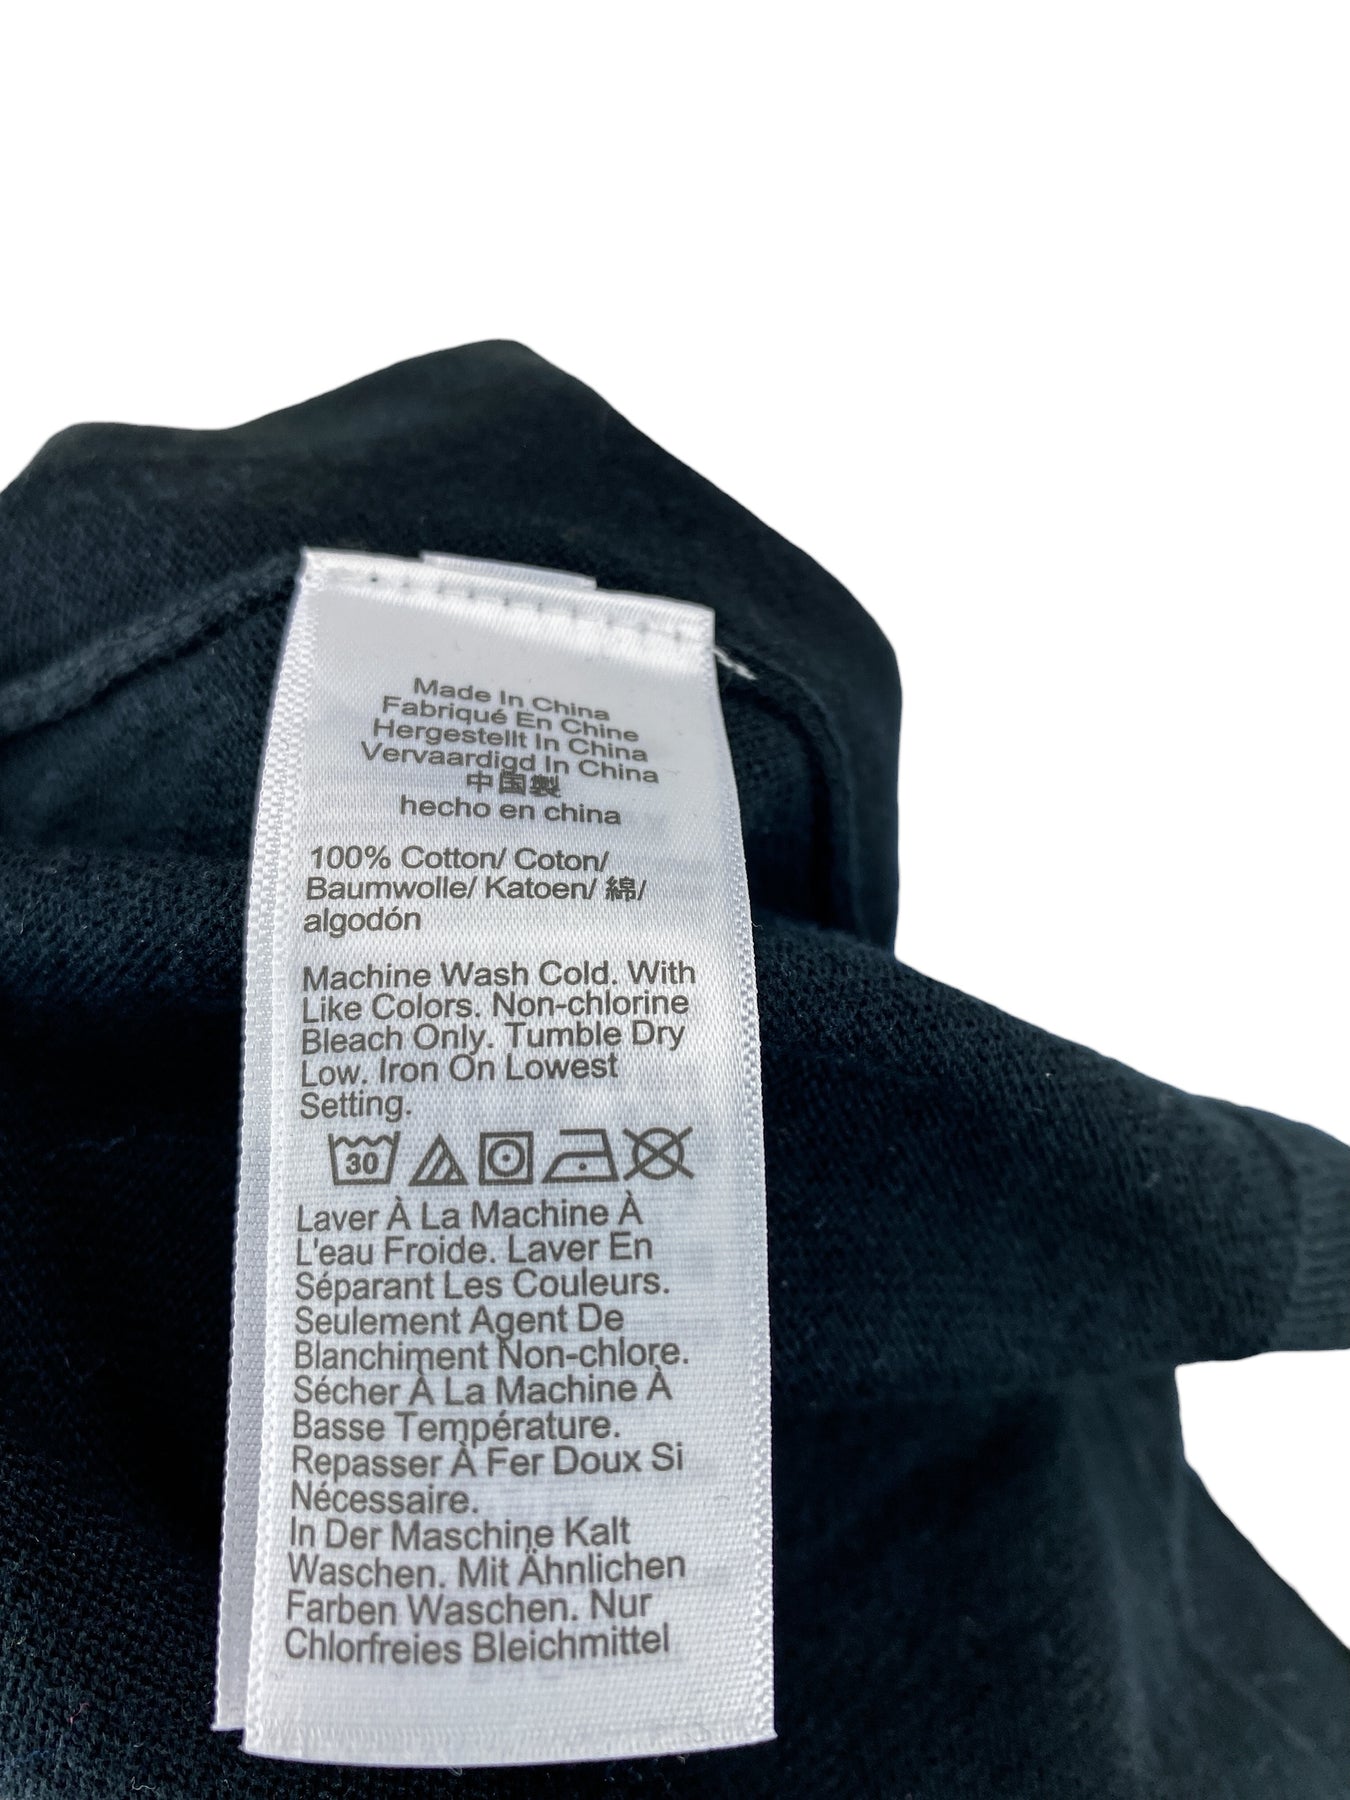 Made In China
Fabriqué En Chine
Hergestellt In China
Vervaardigd In China
中国製
hecho en china
100% Cotton/ Coton/
Baumwolle/ Katoen/ 綿/
algodón
Machine Wash Cold. With
Like Colors. Non-chlorine
Bleach Only. Tumble Dry
Low. Iron On Lowest
Setting.
30
Laver À La Machine À
L'eau Froide. Laver En
Séparant Les Couleurs.
Seulement Agent De
Blanchiment Non-chlore.
Sécher À La Machine À
Basse Température.
Repasser À Fer Doux Si
Nécessaire.
In Der Maschine Kalt
Waschen. Mit Ähnlichen
Farben Waschen. Nur
Chlorfreies Bleichmittel